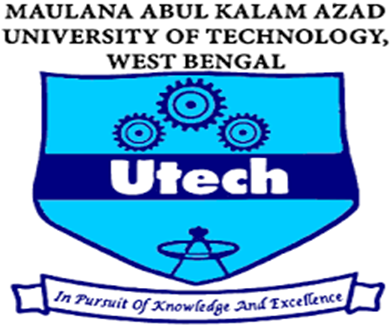 MAULANA ABUL KALAM AZAD
UNIVERSITY OF TECHNOLOGY,
WEST BENGAL
Utech
In Pursuit Of Knowledge And Excellence